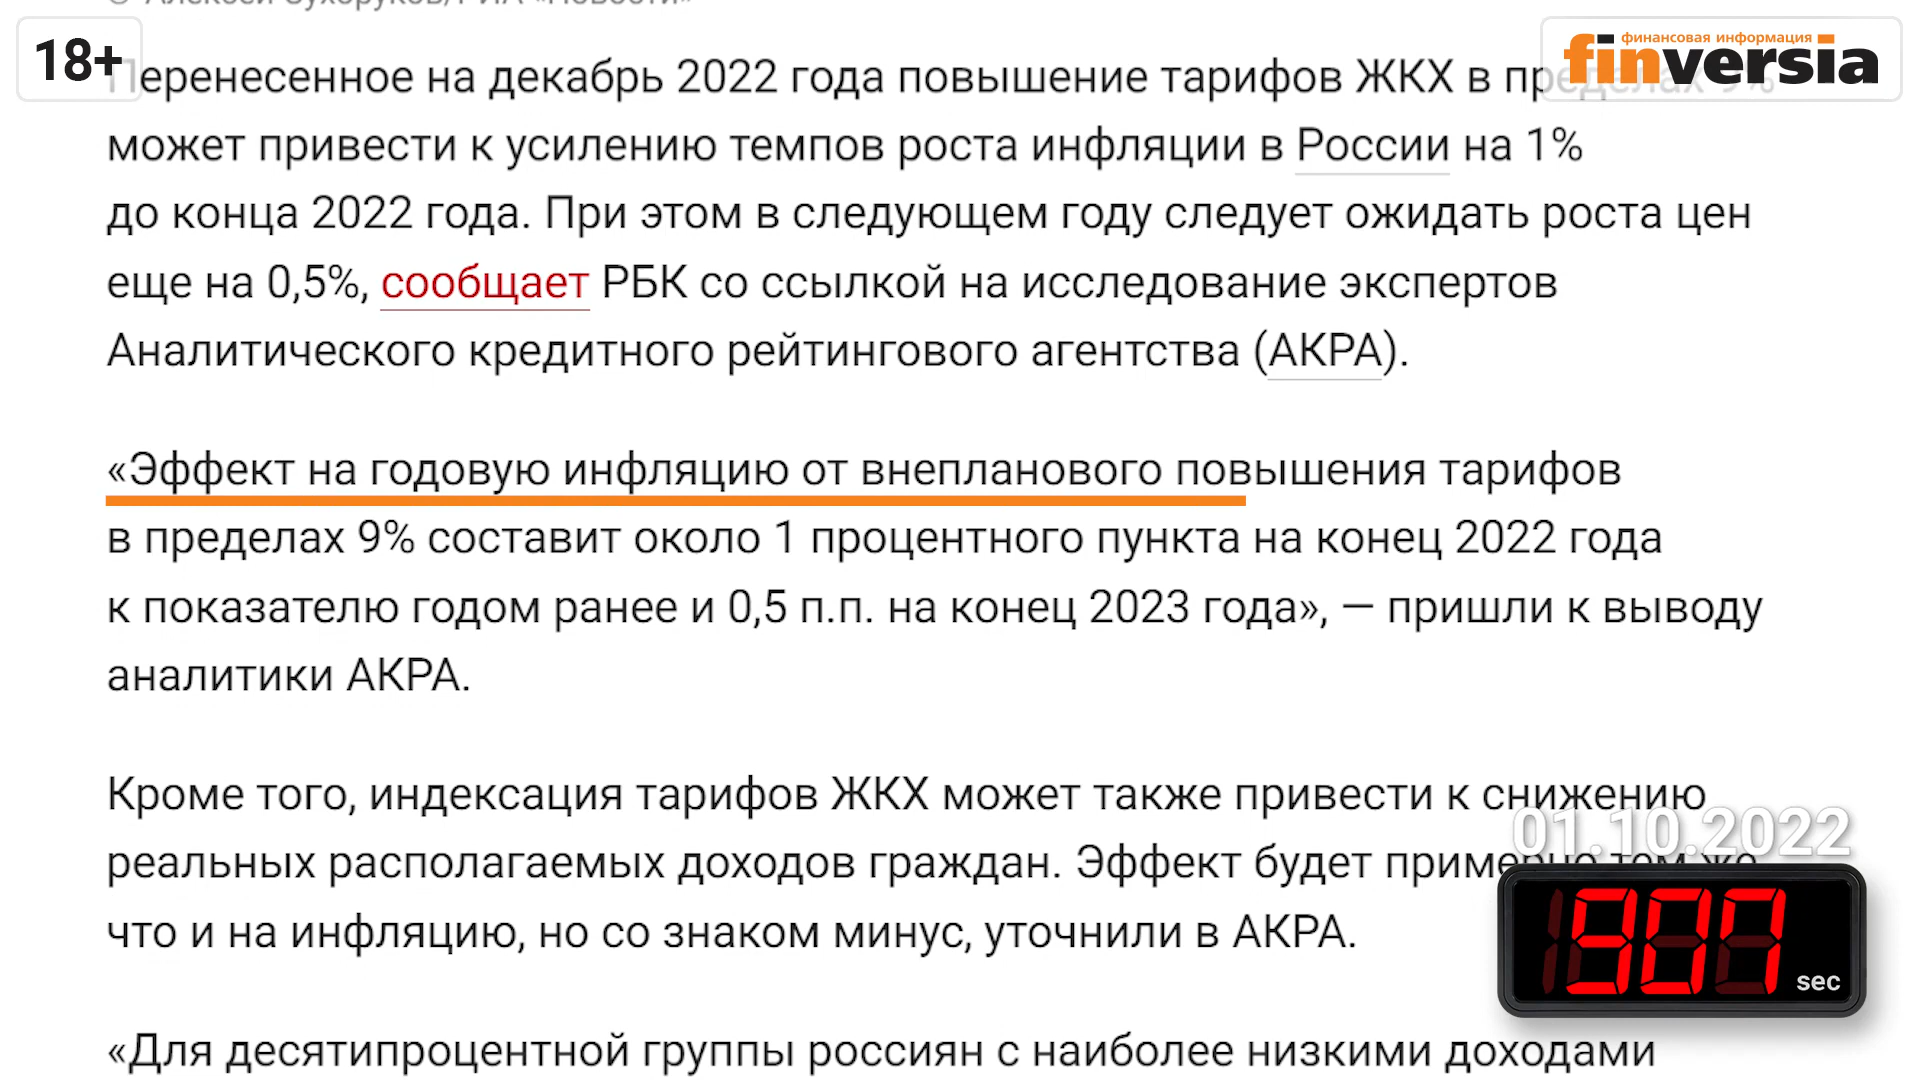 18+
финансовая информация
finversia
Перенесенное на декабрь 2022 года повышение тарифов ЖКХ в пределах 9%
может привести к усилению темпов роста инфляции в России на 1%
до конца 2022 года. При этом в следующем году следует ожидать роста цен
еще на 0,5%, сообщает РБК со ссылкой на исследование экспертов
Аналитического кредитного рейтингового агентства (АКРА).
«Эффект на годовую инфляцию от внепланового повышения тарифов
в пределах 9% составит около 1 процентного пункта на конец 2022 года
к показателю годом ранее и 0,5 п.п. на конец 2023 года», — пришли к выводу
аналитики АКРА.
Кроме того, индексация тарифов ЖКХ может также привести к снижению
реальных располагаемых доходов граждан. Эффект будет примерно тем же,
что и на инфляцию, но со знаком минус, уточнили в АКРА.
«Для десятипроцентной группы россиян с наиболее низкими доходами
01.10.2022
907
sec